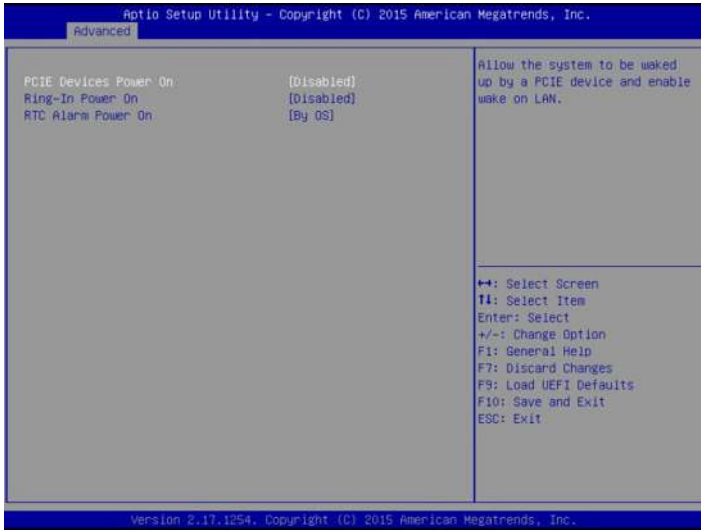 Aptio Setup Utility - Copyright (C) 2015 American Megatrends, Inc.
Advanced
PCIE Devices Power On [Disabled]
Ring-In Power On [Disabled]
RTC Alarm Power On [By OS]
Allow the system to be waked
up by a PCIE device and enable
wake on LAN.
↔: Select Screen
↑↓: Select Item
Enter: Select
+/-: Change Option
F1: General Help
F7: Discard Changes
F9: Load UEFI Defaults
F10: Save and Exit
ESC: Exit
Version 2.17.1254. Copyright (C) 2015 American Megatrends, Inc.